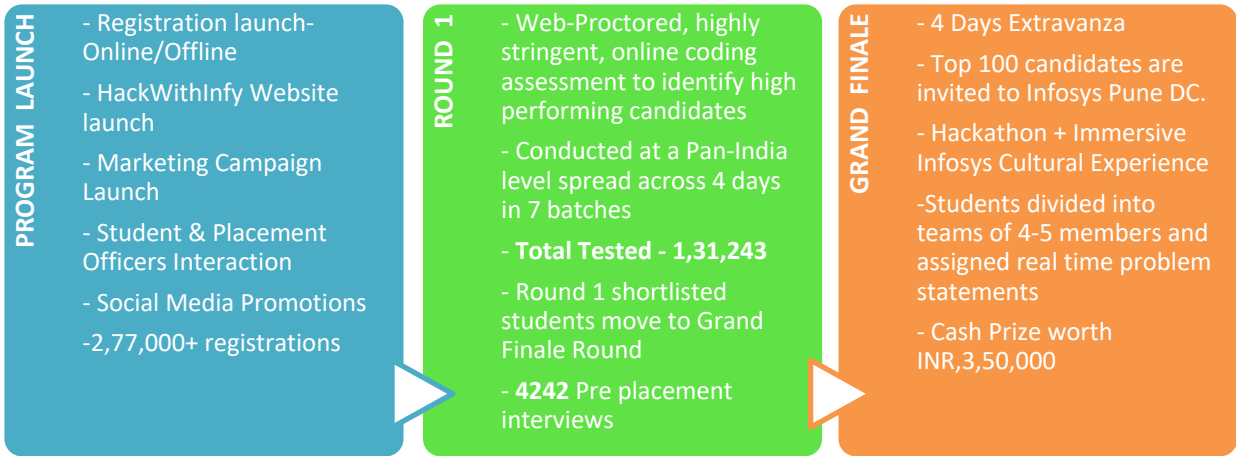 PROGRAM LAUNCH
- Registration launch-
Online/Offline
- HackWithInfy Website
launch
- Marketing Campaign
Launch
- Student & Placement
Officers Interaction
- Social Media Promotions
-2,77,000+ registrations
ROUND 1
- Web-Proctored, highly
stringent, online coding
assessment to identify high
performing candidates
- Conducted at a Pan-India
level spread across 4 days
in 7 batches
- Total Tested - 1,31,243
- Round 1 shortlisted
students move to Grand
Finale Round
- 4242 Pre placement
interviews
GRAND FINALE
- 4 Days Extravanza
- Top 100 candidates are
invited to Infosys Pune DC.
- Hackathon + Immersive
Infosys Cultural Experience
-Students divided into
teams of 4-5 members and
assigned real time problem
statements
- Cash Prize worth
INR,3,50,000